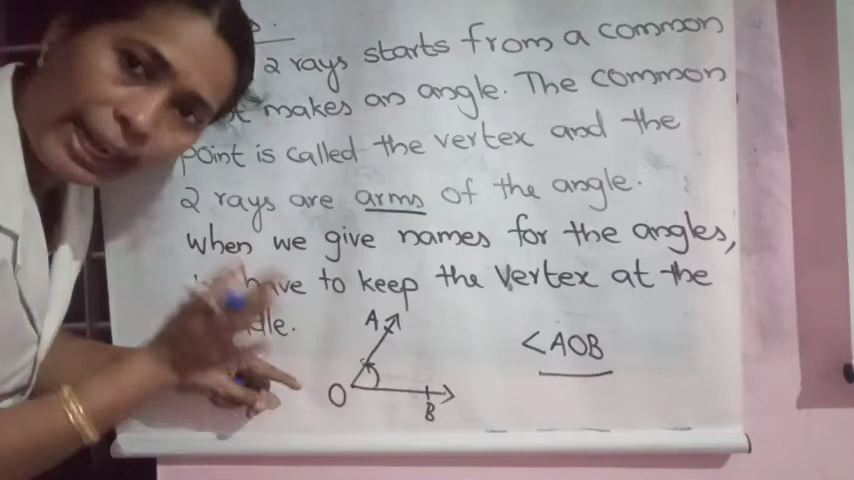 2 rays starts from a common
makes an angle. The common
point is called the vertex and the
2 rays are arms of the angle.
when we give names for the angles,
have to keep the vertex at the
A
<AOB
O
B